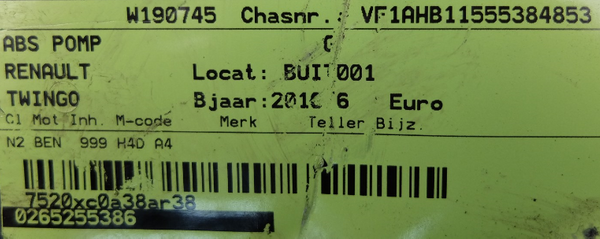 W190745 Chasnr.: VF1AHB11555384853
ABS POMP
RENAULT Locat: BUIT001
TWINGO Bjaar: 6 Euro
Cl Mot Inh. M-code Merk Teller Bijz.
N2 BEN 999 H4D A4
7520xc0a38ar38
0265255386